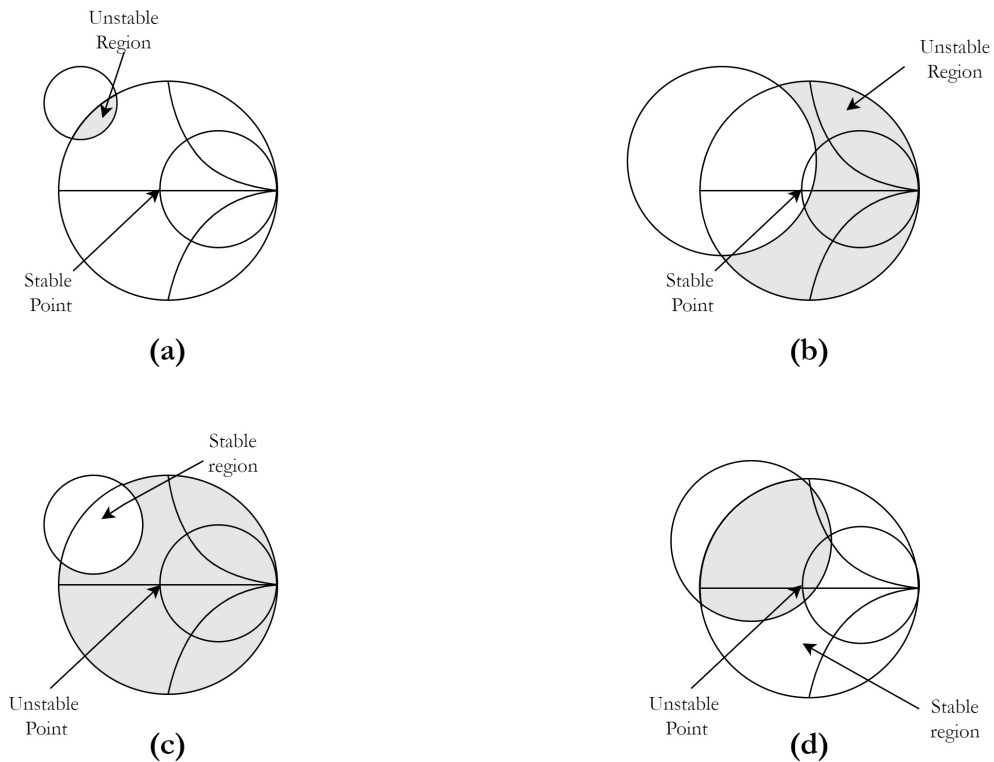 Unstable
Region
Stable
Point
(a)
Unstable
Region
Stable
Point
(b)
Stable
region
Unstable
Point
(c)
Unstable
Point
Stable
region
(d)